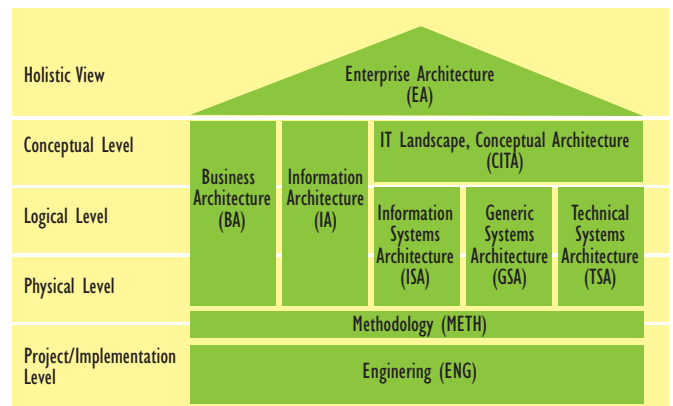 Holistic View
Enterprise Architecture
(EA)
Conceptual Level
IT Landscape, Conceptual Architecture
(CITA)
Business
Architecture
(BA)
Information
Architecture
(IA)
Logical Level
Information
Systems
Architecture
(ISA)
Generic
Systems
Architecture
(GSA)
Technical
Systems
Architecture
(TSA)
Physical Level
Methodology (METH)
Project/Implementation
Level
Enginering (ENG)